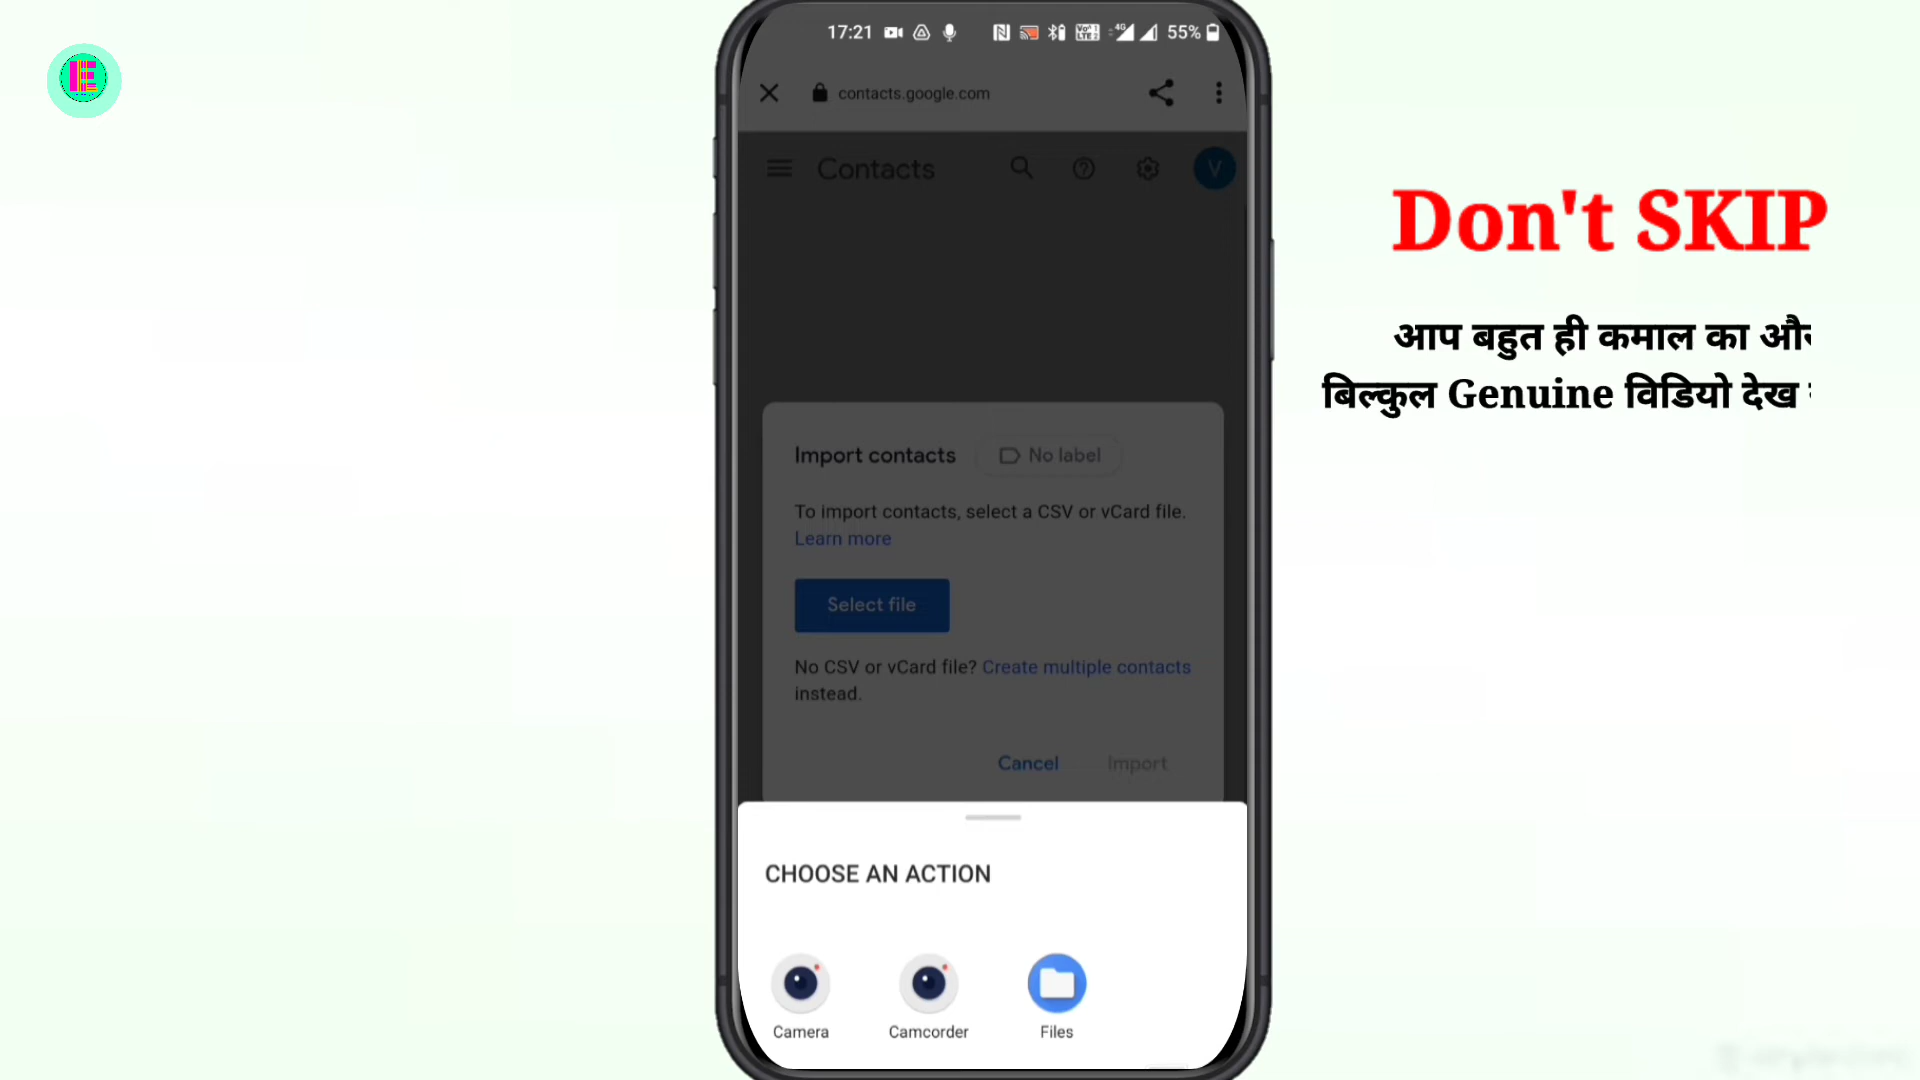 17:21 55%
contacts.google.com
Contacts
V
Import contacts No label
To import contacts, select a CSV or vCard file.
Learn more
Select file
No CSV or vCard file? Create multiple contacts
instead.
Cancel Import
CHOOSE AN ACTION
Camera Camcorder Files
E
Don't SKIP
आप बहुत ही कमाल का
बिल्कुल Genuine विडियो देख